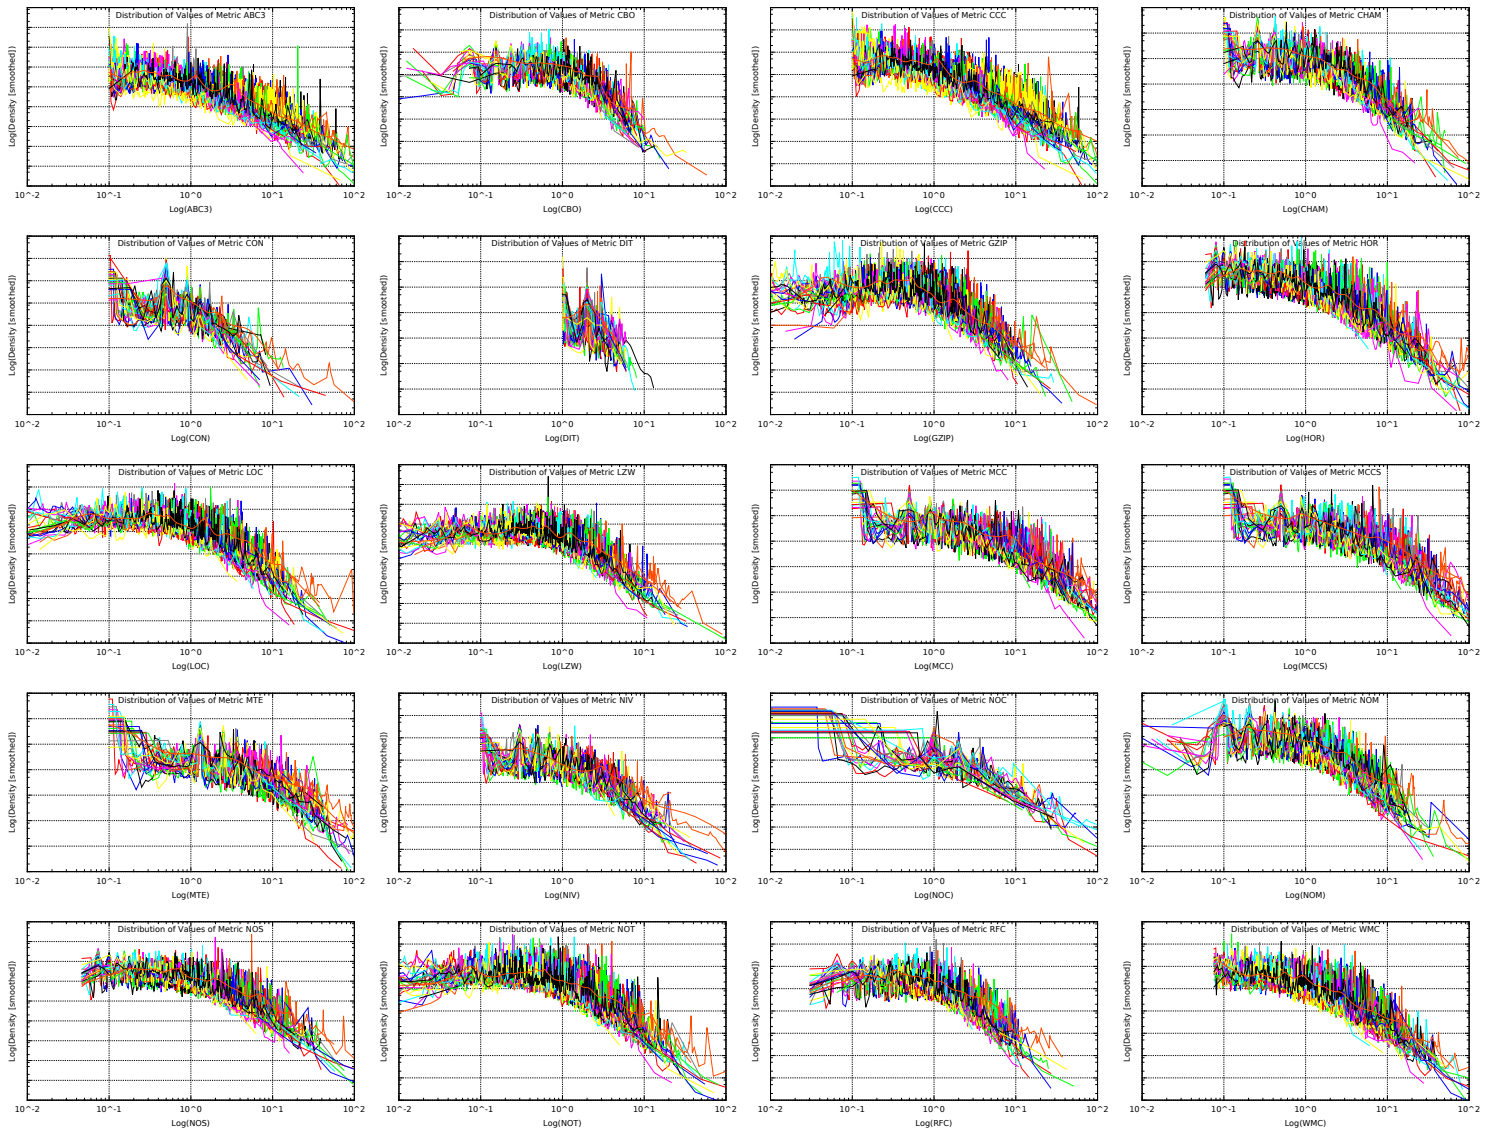 Distribution of Values of Metric ABC3
Log(Density [smoothed])
10^-2 10^-1 10^0 10^1 10^2
Log(ABC3)
Distribution of Values of Metric CBO
Log(Density [smoothed])
10^-2 10^-1 10^0 10^1 10^2
Log(CBO)
Distribution of Values of Metric CCC
Log(Density [smoothed])
10^-2 10^-1 10^0 10^1 10^2
Log(CCC)
Distribution of Values of Metric CHAM
Log(Density [smoothed])
10^-2 10^-1 10^0 10^1 10^2
Log(CHAM)
Distribution of Values of Metric CON
Log(Density [smoothed])
10^-2 10^-1 10^0 10^1 10^2
Log(CON)
Distribution of Values of Metric DIT
Log(Density [smoothed])
10^-2 10^-1 10^0 10^1 10^2
Log(DIT)
Distribution of Values of Metric GZIP
Log(Density [smoothed])
10^-2 10^-1 10^0 10^1 10^2
Log(GZIP)
Distribution of Values of Metric HOR
Log(Density [smoothed])
10^-2 10^-1 10^0 10^1 10^2
Log(HOR)
Distribution of Values of Metric LOC
Log(Density [smoothed])
10^-2 10^-1 10^0 10^1 10^2
Log(LOC)
Distribution of Values of Metric LZW
Log(Density [smoothed])
10^-2 10^-1 10^0 10^1 10^2
Log(LZW)
Distribution of Values of Metric MCC
Log(Density [smoothed])
10^-2 10^-1 10^0 10^1 10^2
Log(MCC)
Distribution of Values of Metric MCCS
Log(Density [smoothed])
10^-2 10^-1 10^0 10^1 10^2
Log(MCCS)
Distribution of Values of Metric MTE
Log(Density [smoothed])
10^-2 10^-1 10^0 10^1 10^2
Log(MTE)
Distribution of Values of Metric NIV
Log(Density [smoothed])
10^-2 10^-1 10^0 10^1 10^2
Log(NIV)
Distribution of Values of Metric NOC
Log(Density [smoothed])
10^-2 10^-1 10^0 10^1 10^2
Log(NOC)
Distribution of Values of Metric NOM
Log(Density [smoothed])
10^-2 10^-1 10^0 10^1 10^2
Log(NOM)
Distribution of Values of Metric NOS
Log(Density [smoothed])
10^-2 10^-1 10^0 10^1 10^2
Log(NOS)
Distribution of Values of Metric NOT
Log(Density [smoothed])
10^-2 10^-1 10^0 10^1 10^2
Log(NOT)
Distribution of Values of Metric RFC
Log(Density [smoothed])
10^-2 10^-1 10^0 10^1 10^2
Log(RFC)
Distribution of Values of Metric WMC
Log(Density [smoothed])
10^-2 10^-1 10^0 10^1 10^2
Log(WMC)